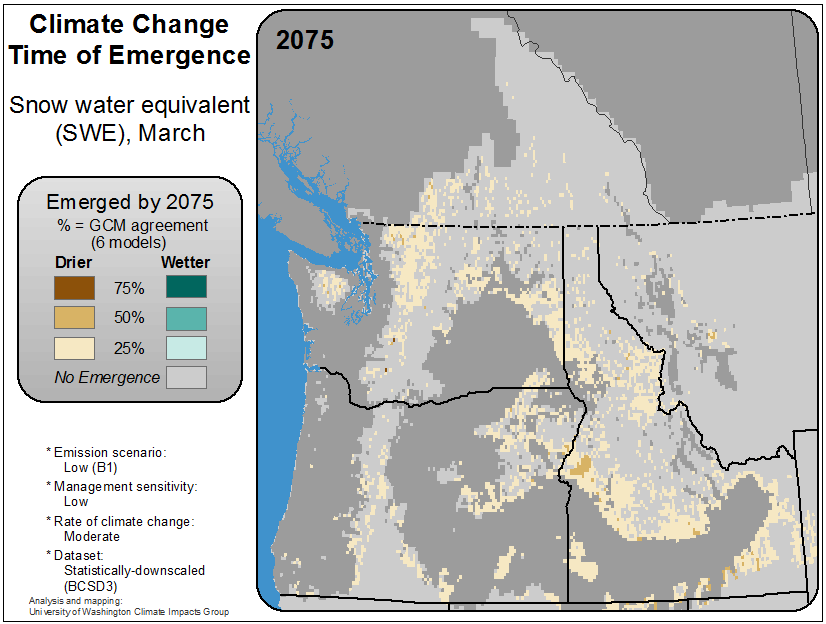 Climate Change
Time of Emergence
Snow water equivalent
(SWE), March
2075
Emerged by 2075
% = GCM agreement
(6 models)
Drier Wetter
75%
50%
25%
No Emergence
* Emission scenario:
Low (B1)
* Management sensitivity:
Low
* Rate of climate change:
Moderate
* Dataset:
Statistically-downscaled
(BCSD3)
Analysis and mapping:
University of Washington Climate Impacts Group